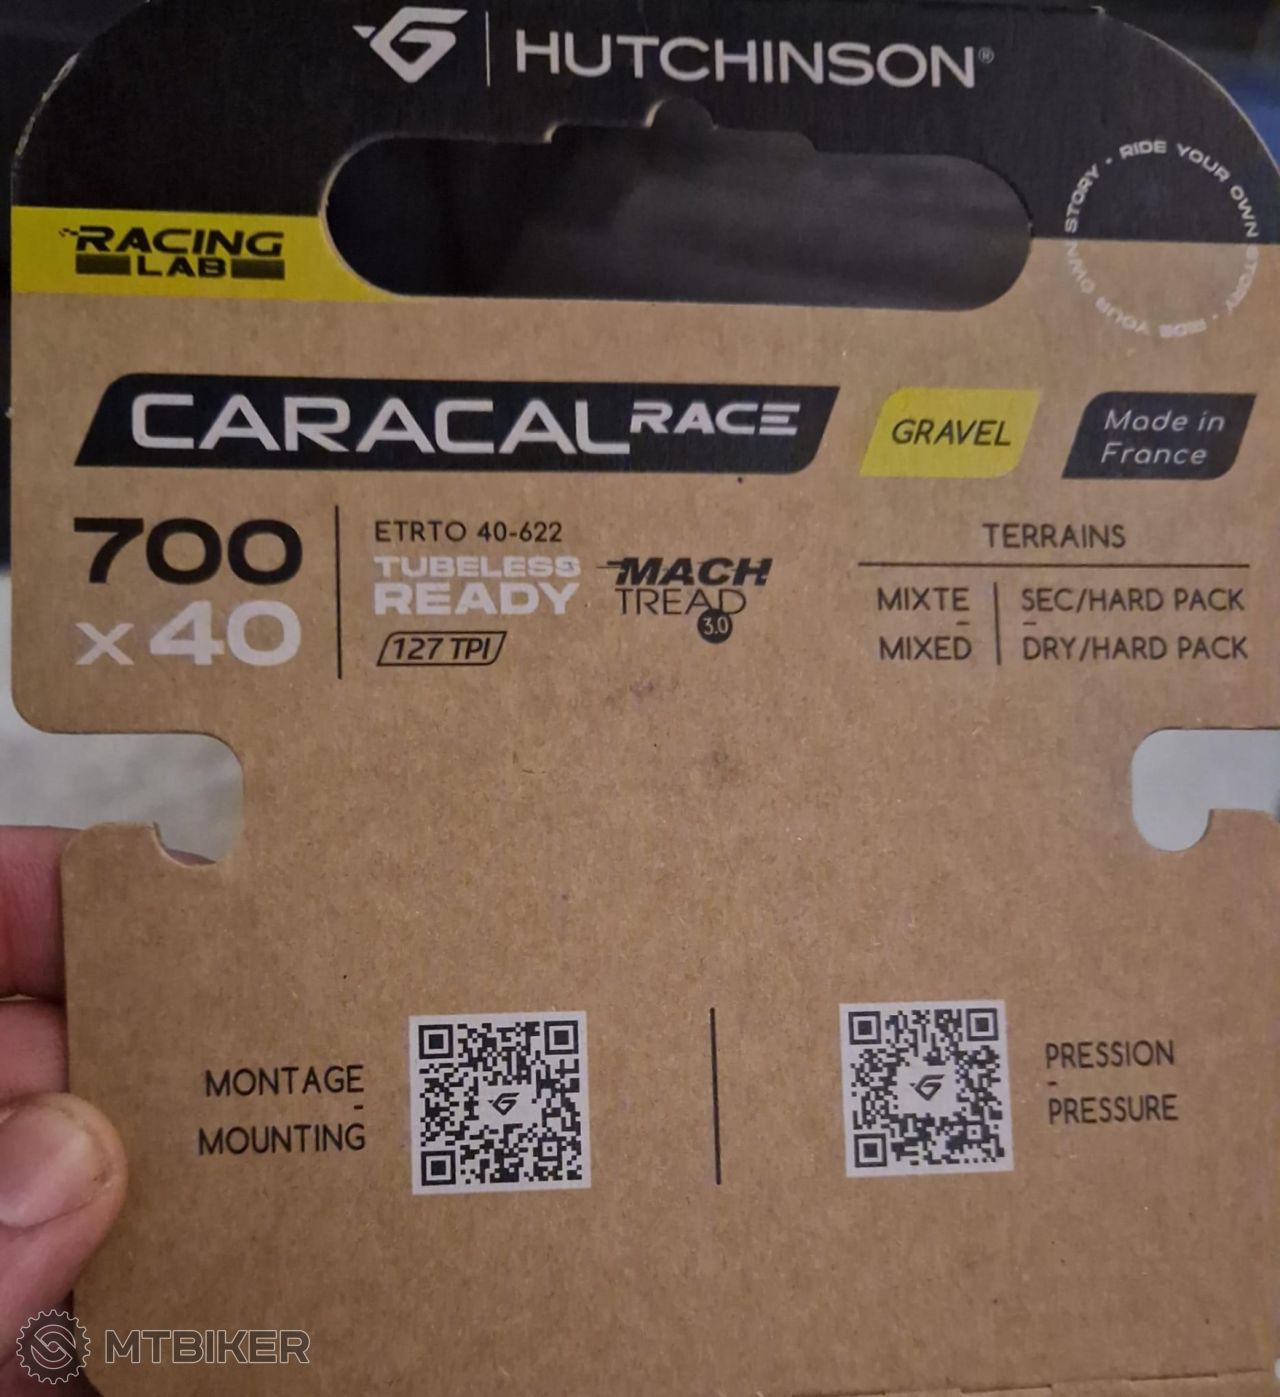 HUTCHINSON®
RIDE YOUR OWN STORY • RIDE YOUR OWN STORY •
RACING
LAB
CARACAL RACE
GRAVEL
Made in
France
700
x 40
ETRTO 40-622
TUBELESS
READY
127 TPI
MACH
TREAD
3.0
TERRAINS
MIXTE
-
MIXED
SEC/HARD PACK
-
DRY/HARD PACK
MONTAGE
-
MOUNTING
PRESSION
-
PRESSURE
MTBIKER